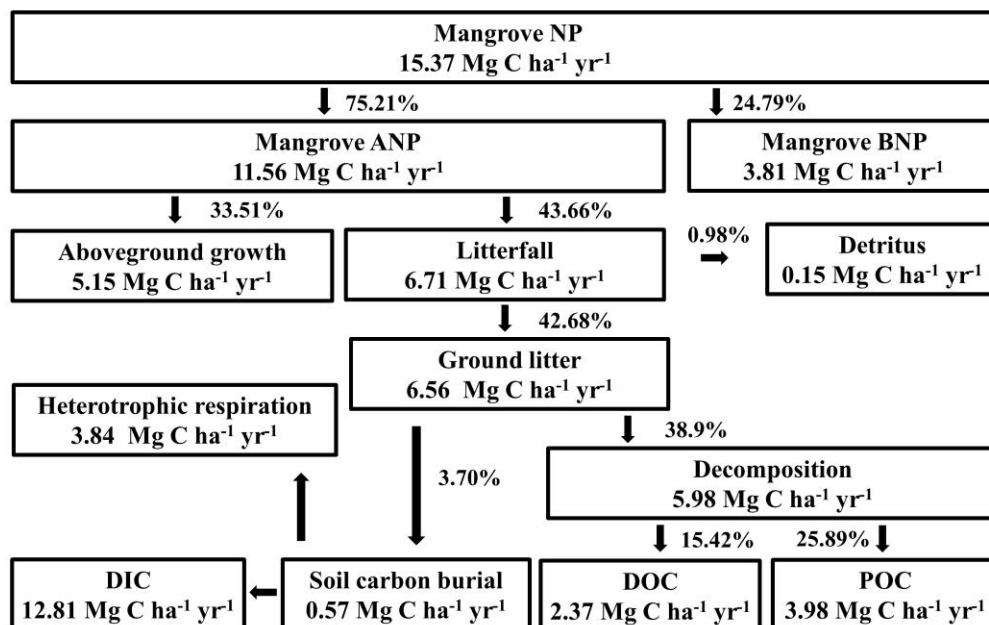 Mangrove NP
15.37 Mg C ha⁻¹ yr⁻¹
75.21%
24.79%
Mangrove ANP
11.56 Mg C ha⁻¹ yr⁻¹
Mangrove BNP
3.81 Mg C ha⁻¹ yr⁻¹
33.51%
43.66%
Aboveground growth
5.15 Mg C ha⁻¹ yr⁻¹
Litterfall
6.71 Mg C ha⁻¹ yr⁻¹
0.98%
Detritus
0.15 Mg C ha⁻¹ yr⁻¹
42.68%
Ground litter
6.56 Mg C ha⁻¹ yr⁻¹
Heterotrophic respiration
3.84 Mg C ha⁻¹ yr⁻¹
38.9%
3.70%
Decomposition
5.98 Mg C ha⁻¹ yr⁻¹
15.42%
25.89%
DIC
12.81 Mg C ha⁻¹ yr⁻¹
Soil carbon burial
0.57 Mg C ha⁻¹ yr⁻¹
DOC
2.37 Mg C ha⁻¹ yr⁻¹
POC
3.98 Mg C ha⁻¹ yr⁻¹